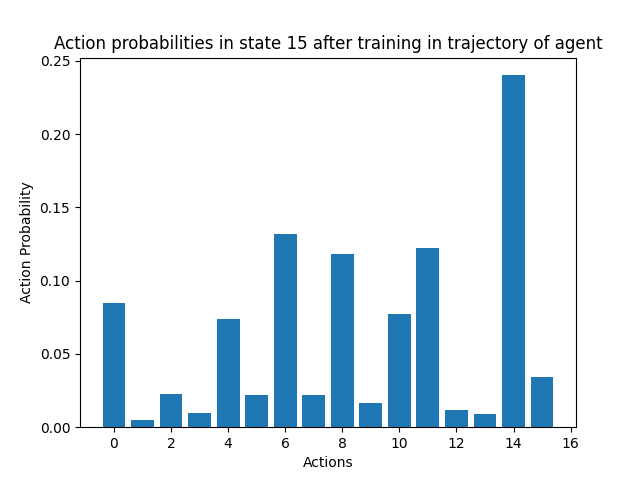 Action probabilities in state 15 after training in trajectory of agent
0.25
0.20
0.15
0.10
0.05
0.00
Action Probability
0 2 4 6 8 10 12 14 16
Actions